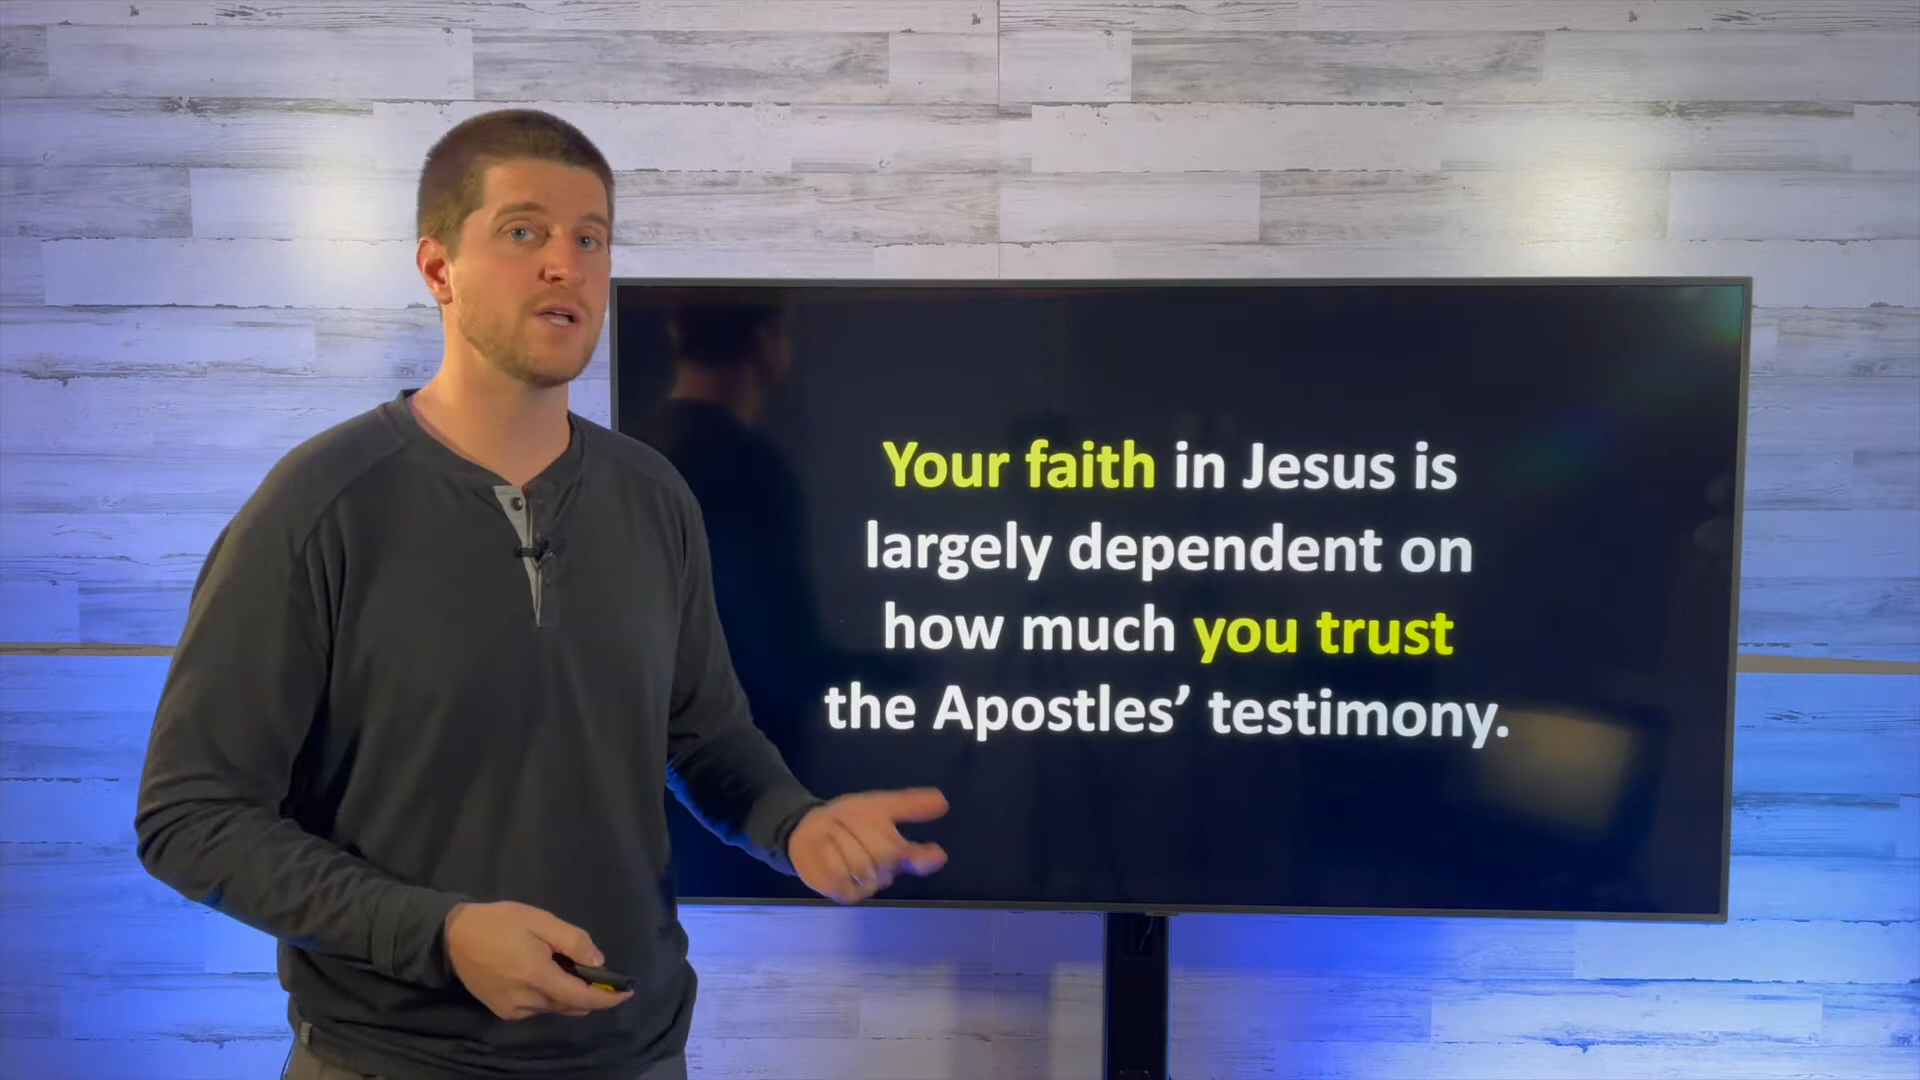 Your faith in Jesus is
largely dependent on
how much you trust
the Apostles’ testimony.